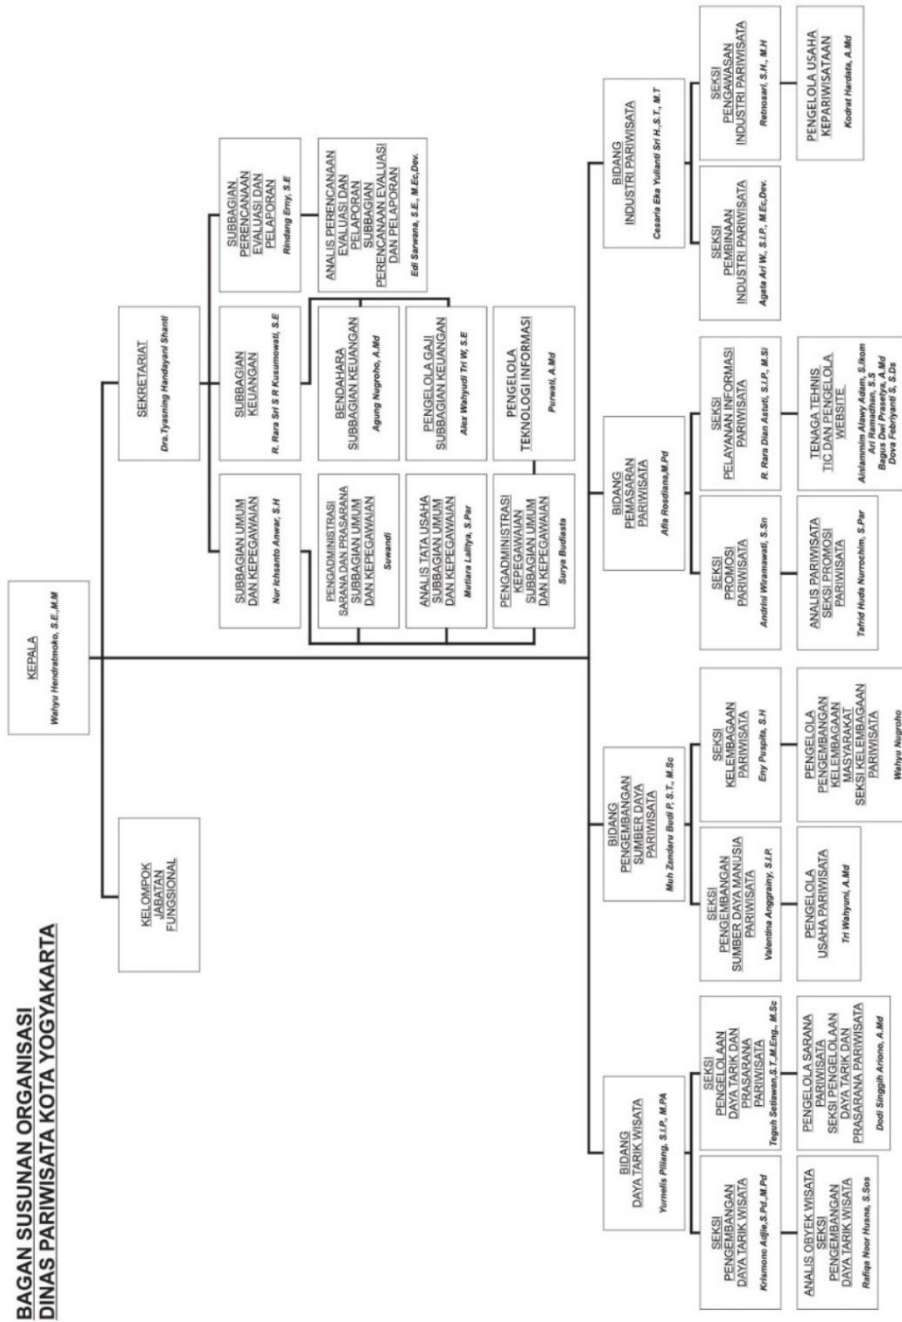 BAGAN SUSUNAN ORGANISASI
DINAS PARIWISATA KOTA YOGYAKARTA
KEPALA
Wahyu Hendratmoko, S.E.,M.M
KELOMPOK
JABATAN
FUNGSIONAL
SEKRETARIAT
Dra.Tyasning Handayani Shanti
SUBBAGIAN UMUM
DAN KEPEGAWAIAN
Nur Ichsanto Anwar, S.H
SUBBAGIAN
KEUANGAN
R. Rara Sri S R Kusumowati, S.E
SUBBAGIAN
PERENCANAAN
EVALUASI DAN
PELAPORAN
Rindang Erny, S.E
PENGADMINISTRASI
SARANA DAN PRASARANA
SUBBAGIAN UMUM
DAN KEPEGAWAIAN
Suwandi
BENDAHARA
SUBBAGIAN KEUANGAN
Agung Nugroho, A.Md
ANALIS PERENCANAAN
EVALUASI DAN
PELAPORAN
SUBBAGIAN
PERENCANAAN EVALUASI
DAN PELAPORAN
Edi Sarwana, S.E., M.Ec,Dev.
ANALIS TATA USAHA
SUBBAGIAN UMUM
DAN KEPEGAWAIAN
Mutiara Lalitya, S.Par
PENGELOLA GAJI
SUBBAGIAN KEUANGAN
Alex Wahyudi Tri W, S.E
PENGADMINISTRASI
KEPEGAWAIAN
SUBBAGIAN UMUM
DAN KEPEGAWAIAN
Surya Budiasta
PENGELOLA
TEKNOLOGI INFORMASI
Purwati, A.Md
BIDANG
DAYA TARIK WISATA
Yurnelis Piliang, S.I.P., M.PA
BIDANG
PENGEMBANGAN
SUMBER DAYA
PARIWISATA
Muh Zandaru Budi P, S.T., M.Sc
BIDANG
PEMASARAN
PARIWISATA
Afia Rosdiana,M.Pd
BIDANG
INDUSTRI PARIWISATA
Cesaria Eka Yulianti Sri H.,S.T., M.T
SEKSI
PENGEMBANGAN
DAYA TARIK WISATA
Krismono Adjie,S.Pd.,M.Pd
SEKSI
PENGELOLAAN
DAYA TARIK DAN
PRASARANA
PARIWISATA
Teguh Setiawan,S.T.,M.Eng., M.Sc
SEKSI
PENGEMBANGAN
SUMBER DAYA MANUSIA
PARIWISATA
Valentina Anggrainy, S.I.P.
SEKSI
KELEMBAGAAN
PARIWISATA
Eny Puspita, S.H
SEKSI
PROMOSI
PARIWISATA
Andrini Wiramawati, S.Sn
SEKSI
PELAYANAN INFORMASI
PARIWISATA
R. Rara Dian Astuti, S.I.P., M.Si
SEKSI
PEMBINAAN
INDUSTRI PARIWISATA
Agata Ari W., S.I.P., M.Ec,Dev.
SEKSI
PENGAWASAN
INDUSTRI PARIWISATA
Retnosari, S.H., M.H
ANALIS OBYEK WISATA
SEKSI
PENGEMBANGAN
DAYA TARIK WISATA
Rafiqa Noor Husna, S.Sos
PENGELOLA SARANA
PARIWISATA
SEKSI PENGELOLAAN
DAYA TARIK DAN
PRASARANA PARIWISATA
Dodi Singgih Ariono, A.Md
PENGELOLA
USAHA PARIWISATA
Tri Wahyuni, A.Md
PENGELOLA
PENGEMBANGAN
KELEMBAGAAN
MASYARAKAT
SEKSI KELEMBAGAAN
PARIWISATA
Wahyu Nugroho
ANALIS PARIWISATA
SEKSI PROMOSI
PARIWISATA
Tafrid Huda Nurrochim, S.Par
TENAGA TEHNIS
TIC DAN PENGELOLA
WEBSITE
Ainlammim Alawy Adam, S.Ikom
Ari Ramadhan, S.S
Bagus Dwi Prasetya, A.Md
Dova Febriyanti S, S.Ds
PENGELOLA USAHA
KEPARIWISATAAN
Kodrat Hardata, A.Md